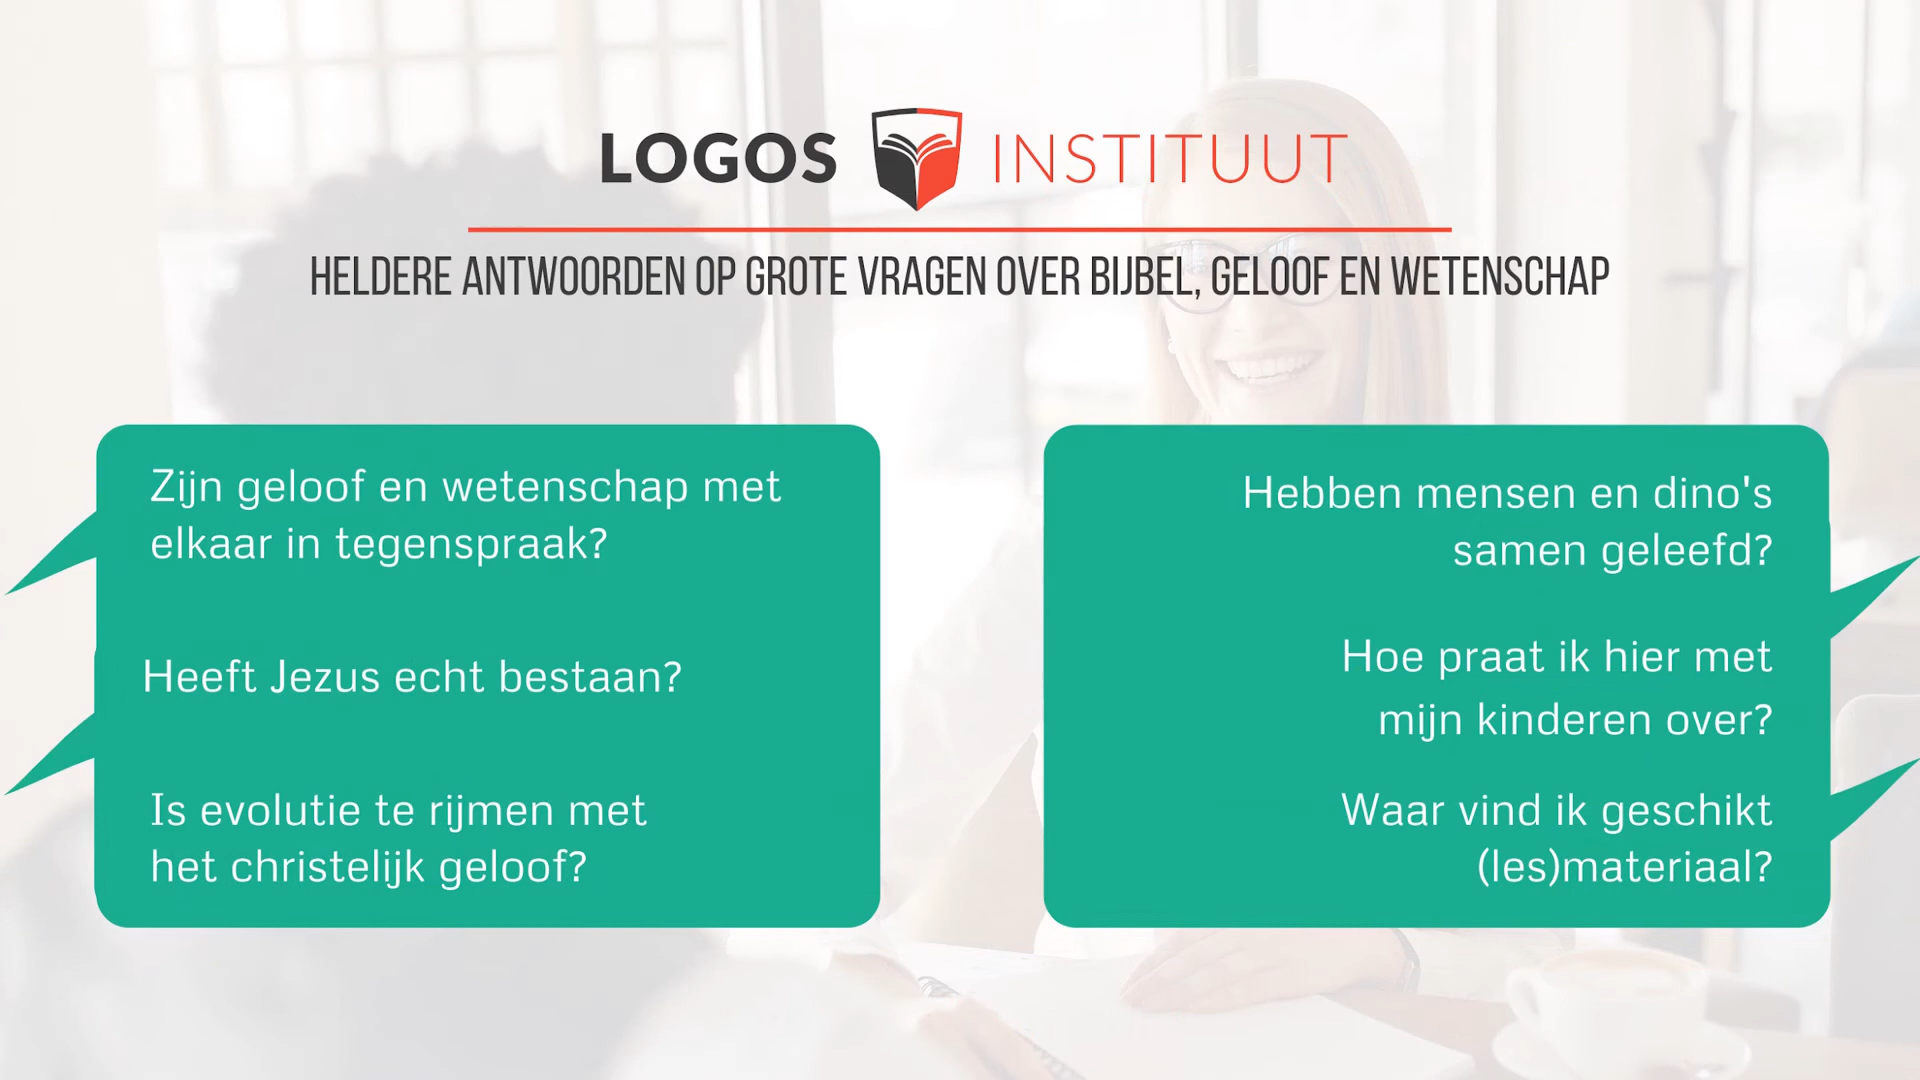 LOGOS INSTITUUT
HELDERE ANTWOORDEN OP GROTE VRAGEN OVER BIJBEL, GELOOF EN WETENSCHAP
Zijn geloof en wetenschap met
elkaar in tegenspraak?
Heeft Jezus echt bestaan?
Is evolutie te rijmen met
het christelijk geloof?
Hebben mensen en dino's
samen geleefd?
Hoe praat ik hier met
mijn kinderen over?
Waar vind ik geschikt
(les)materiaal?